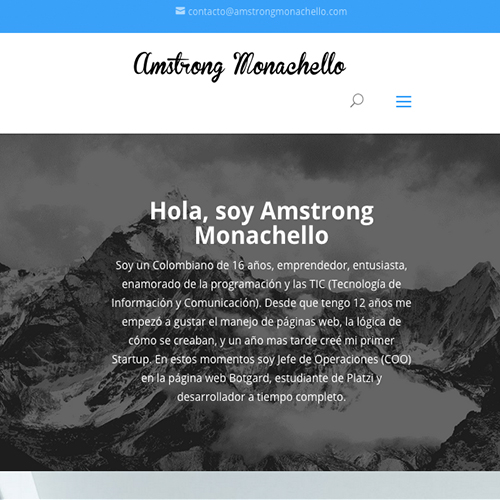 contacto@amstrongmonachello.com
Amstrong Monachello
Hola, soy Amstrong
Monachello
Soy un Colombiano de 16 años, emprendedor, entusiasta,
enamorado de la programación y las TIC (Tecnología de
Información y Comunicación). Desde que tengo 12 años me
empezó a gustar el manejo de páginas web, la lógica de
cómo se creaban, y un año mas tarde creé mi primer
Startup. En estos momentos soy Jefe de Operaciones (COO)
en la página web Botgard, estudiante de Platzi y
desarrollador a tiempo completo.